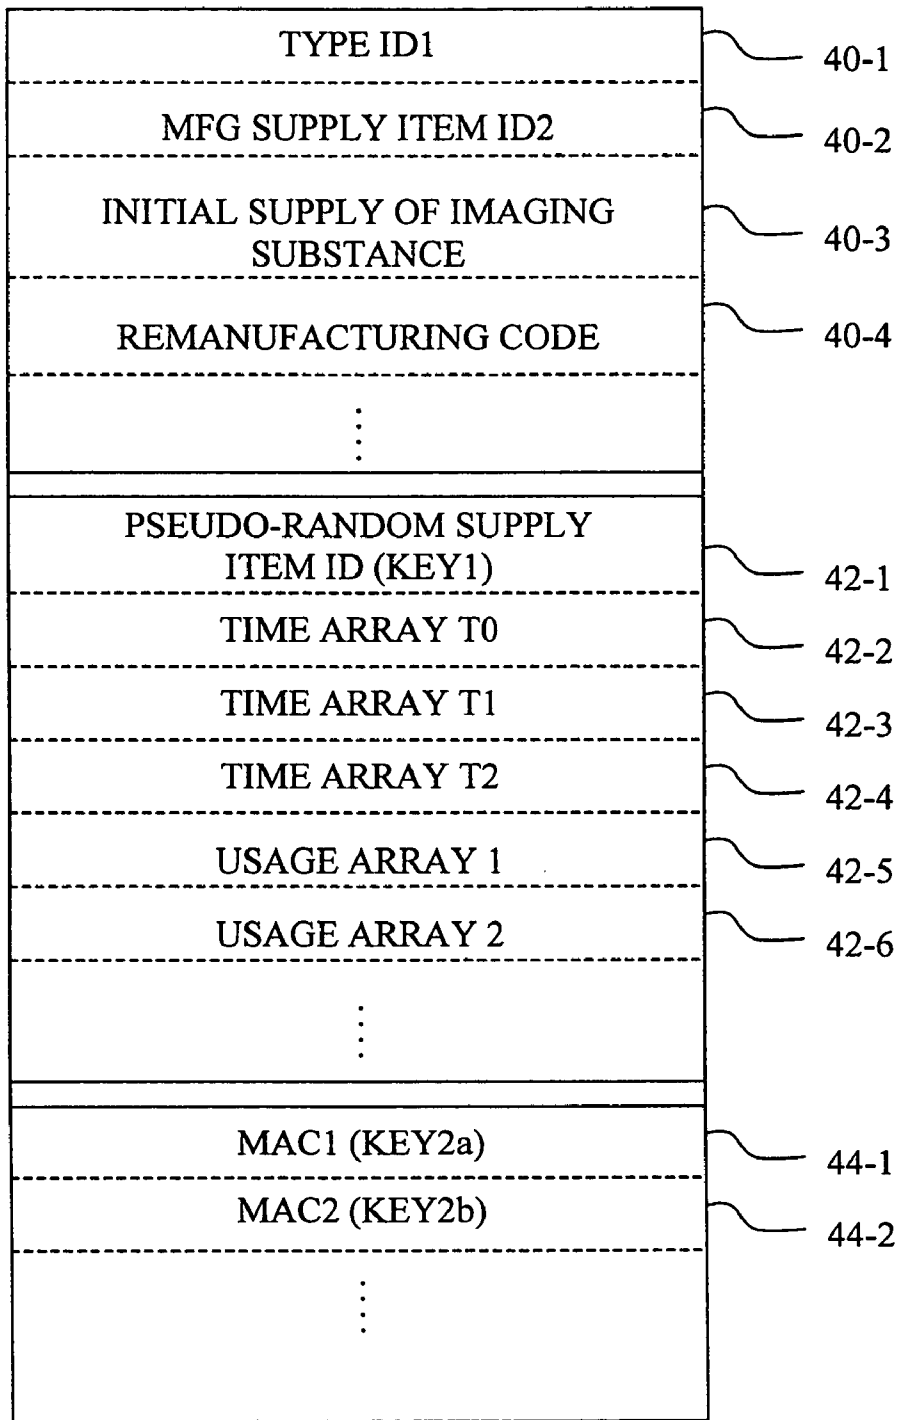 TYPE ID1
40-1
MFG SUPPLY ITEM ID2
40-2
INITIAL SUPPLY OF IMAGING
SUBSTANCE
40-3
REMANUFACTURING CODE
40-4
PSEUDO-RANDOM SUPPLY
ITEM ID (KEY1)
42-1
TIME ARRAY T0
42-2
TIME ARRAY T1
42-3
TIME ARRAY T2
42-4
USAGE ARRAY 1
42-5
USAGE ARRAY 2
42-6
MAC1 (KEY2a)
44-1
MAC2 (KEY2b)
44-2